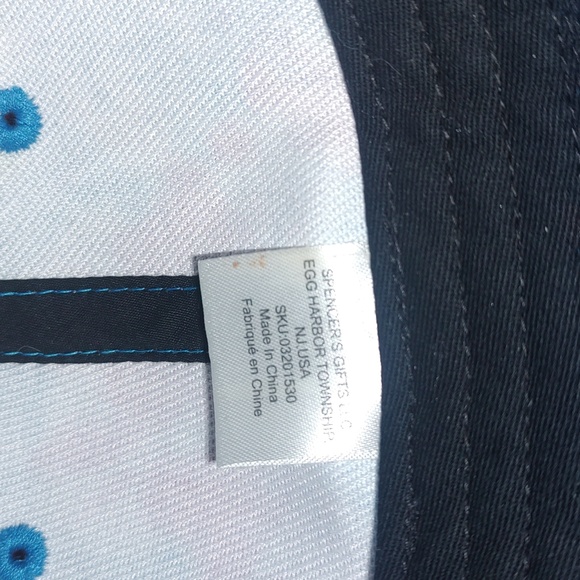 SPENCER'S GIFTS LLC
EGG HARBOR TOWNSHIP,
NJ USA
SKU:03201530
Made in China
Fabriqué en Chine